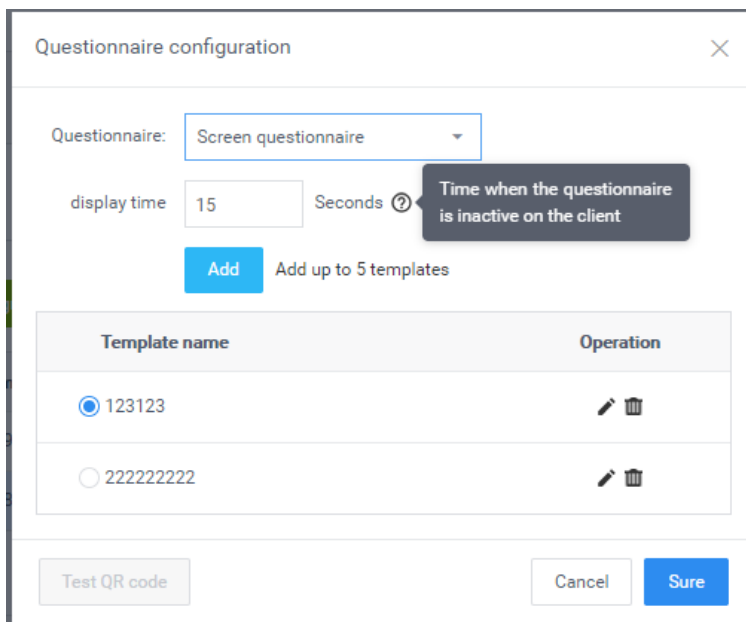 Questionnaire configuration
Questionnaire:
Screen questionnaire
display time
15
Seconds
Time when the questionnaire
is inactive on the client
Add
Add up to 5 templates
Template name
Operation
123123
222222222
Test QR code
Cancel
Sure